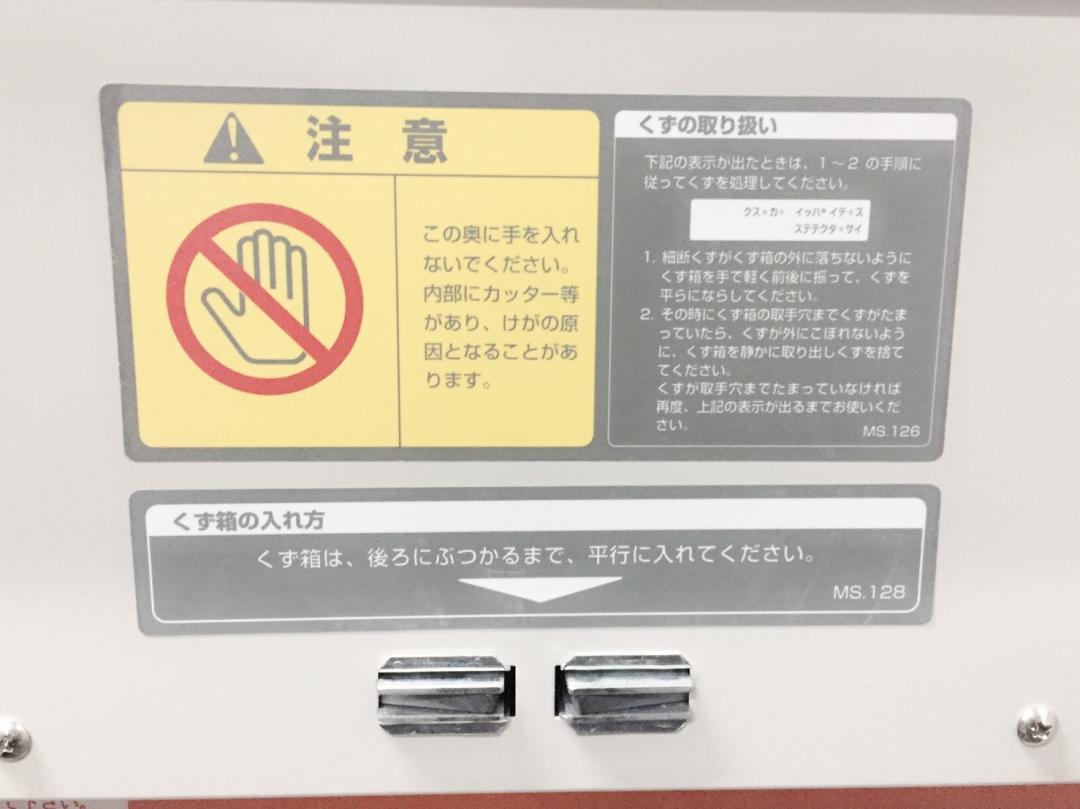 注 意
この奥に手を入れ
ないでください。
内部にカッター等
があり、けがの原
因となることがあ
ります。
くずの取り扱い
下記の表示が出たときは、1～2 の手順に
従ってくずを処理してください。
クス゛カ゛ イッハ゜イテ゛ス
ステテクタ゛サイ
1. 細断くずがくず箱の外に落ちないように
くず箱を手で軽く前後に振って、くずを
平らにならしてください。
2. その時にくず箱の取手穴までくずがたま
っていたら、くずが外にこぼれないよう
に、くず箱を静かに取り出しくずを捨て
てください。
くずが取手穴までたまっていなければ
再度、上記の表示が出るまでお使いくだ
さい。
MS.126
くず箱の入れ方
くず箱は、後ろにぶつかるまで、平行に入れてください。
MS.128